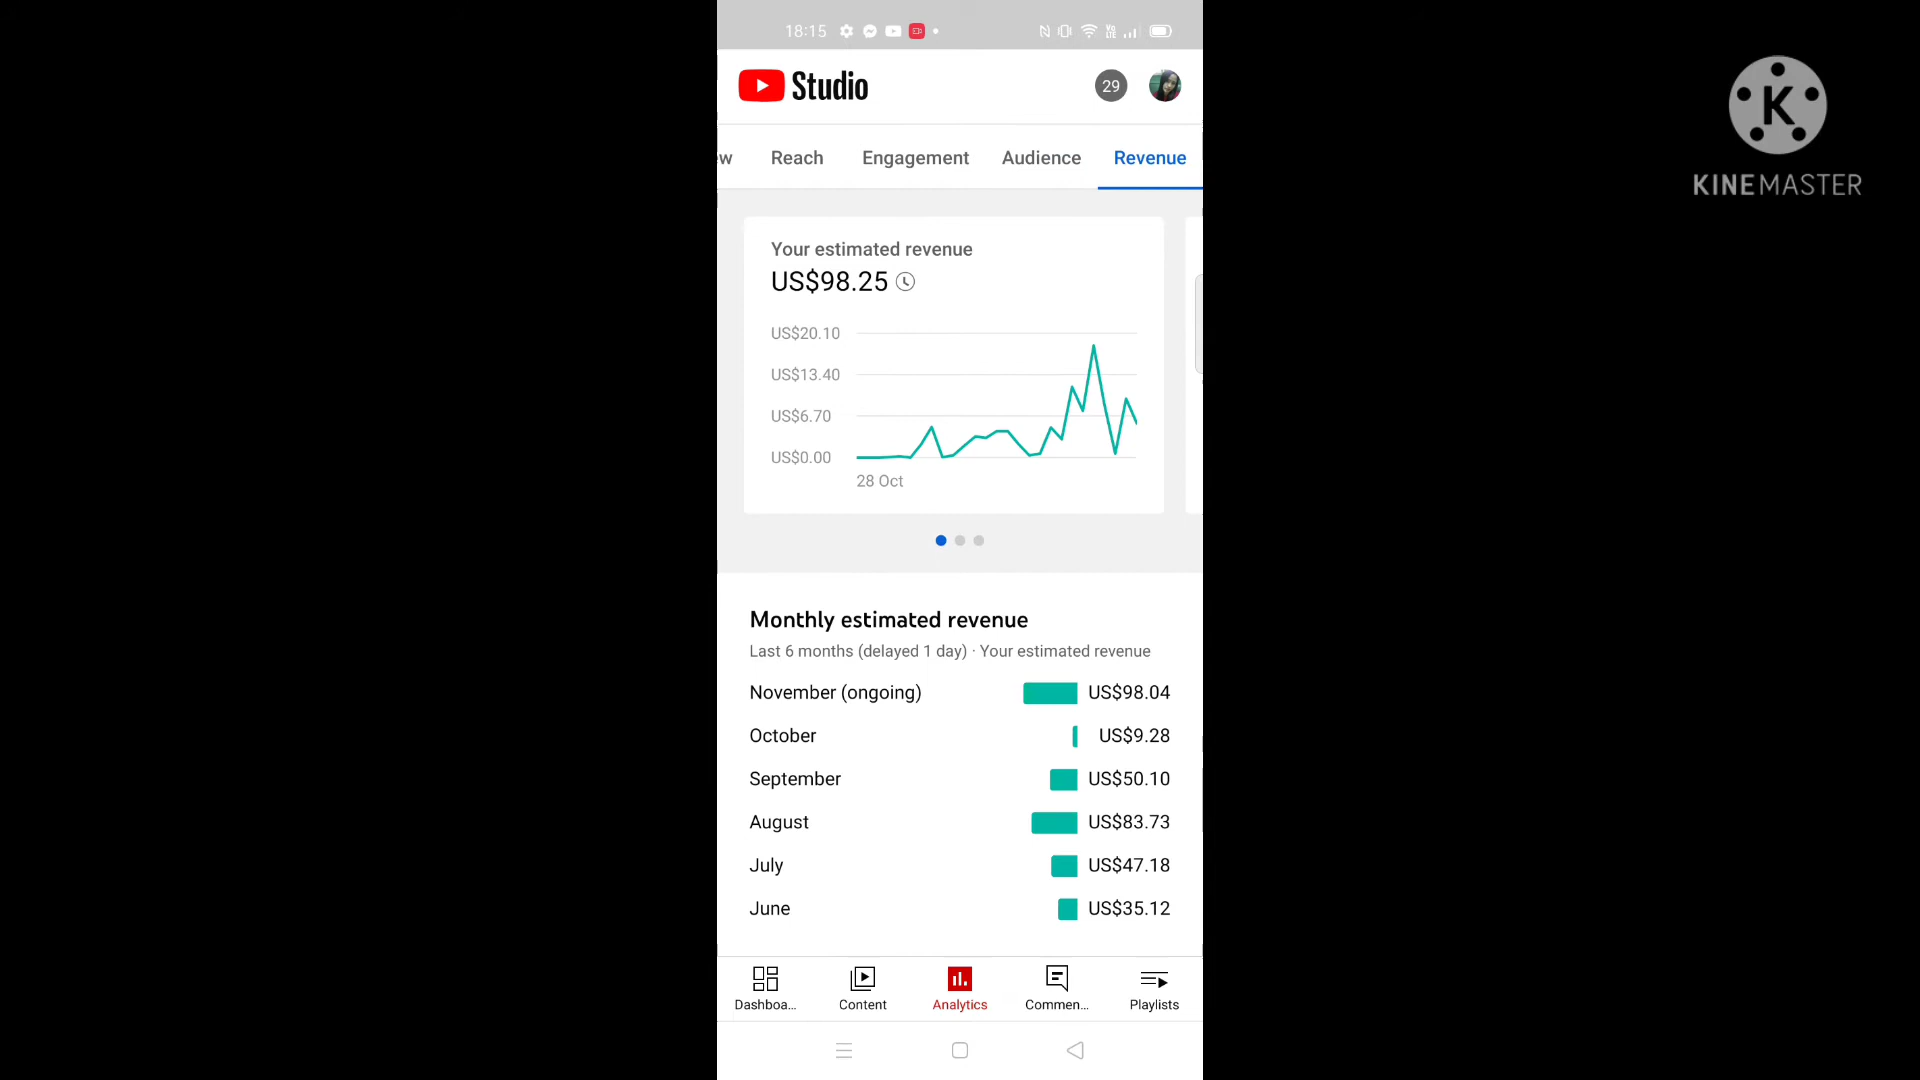 18:15
VoLTE
Studio
29
ew Reach Engagement Audience Revenue
Your estimated revenue
US$98.25
US$20.10
US$13.40
US$6.70
US$0.00
28 Oct
Monthly estimated revenue
Last 6 months (delayed 1 day) · Your estimated revenue
November (ongoing) US$98.04
October US$9.28
September US$50.10
August US$83.73
July US$47.18
June US$35.12
Dashboa... Content Analytics Commen... Playlists
K
KINEMASTER